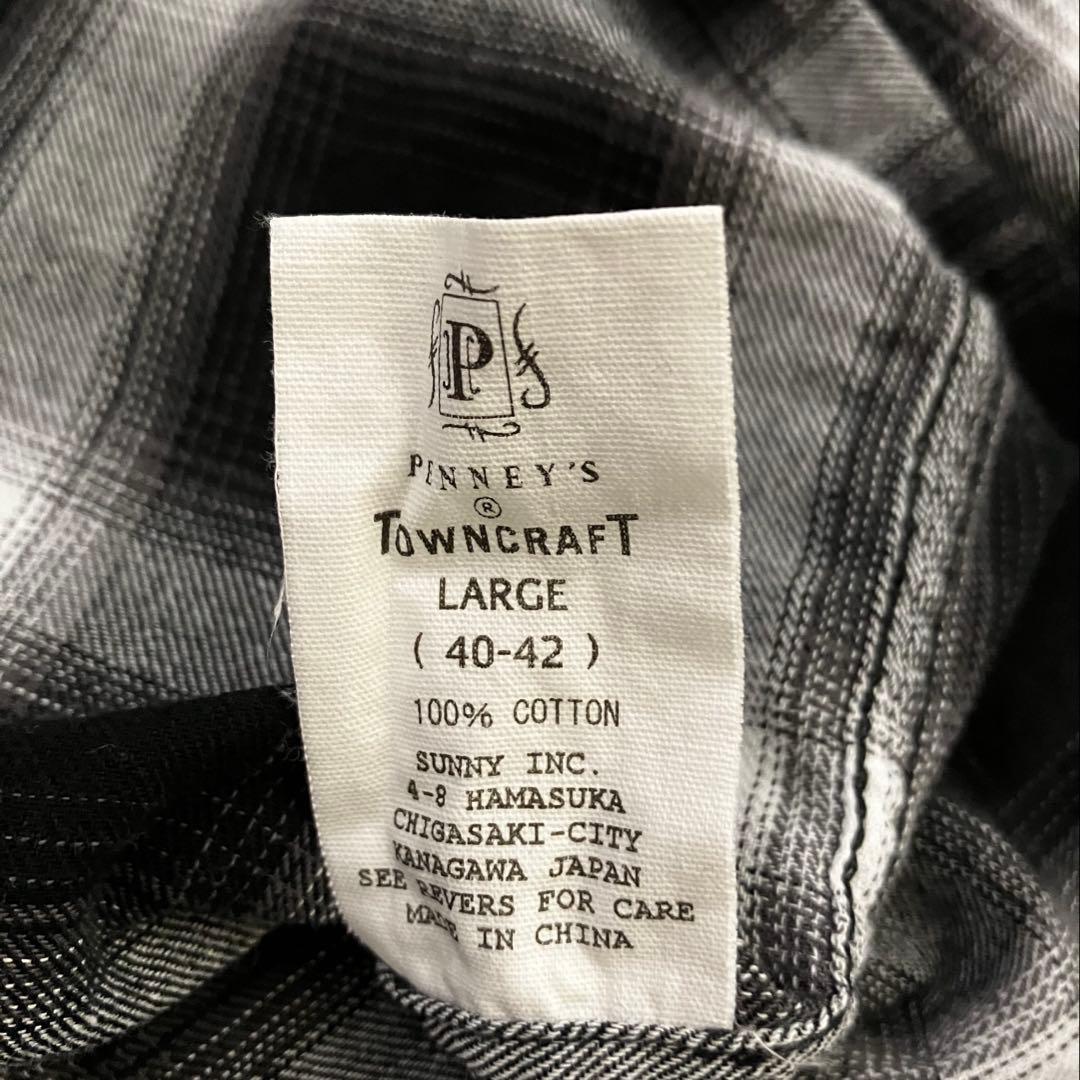 P
PENNEY'S
®
TOWNCRAFT
LARGE
( 40-42 )
100% COTTON
SUNNY INC.
4-8 HAMASUKA
CHIGASAKI-CITY
KANAGAWA JAPAN
SEE REVERS FOR CARE
MADE IN CHINA